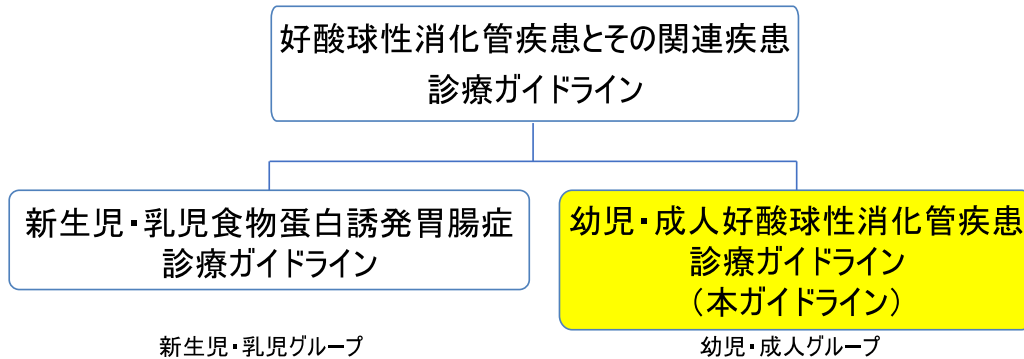 好酸球性消化管疾患とその関連疾患
診療ガイドライン
新生児・乳児食物蛋白誘発胃腸症
診療ガイドライン
幼児・成人好酸球性消化管疾患
診療ガイドライン
（本ガイドライン）
新生児・乳児グループ
幼児・成人グループ